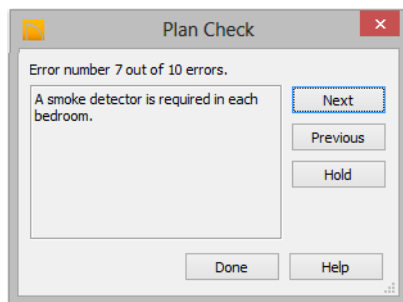 Plan Check
Error number 7 out of 10 errors.
A smoke detector is required in each
bedroom.
Next
Previous
Hold
Done
Help